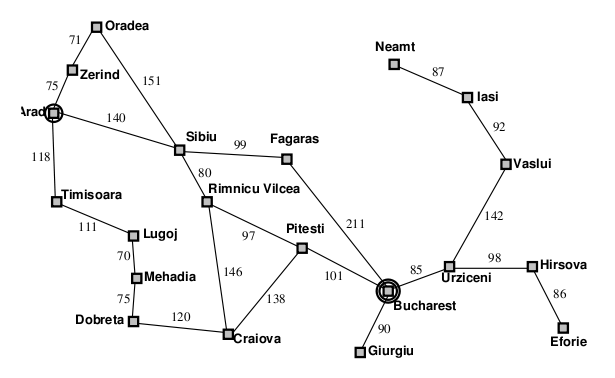 Oradea
71
Neamt
Zerind
87
75
151
Iasi
Arad
140
92
Sibiu
Fagaras
99
118
80
Vaslui
Rimnicu Vilcea
Timisoara
142
111
211
Lugoj
97
Pitesti
70
98
Hirsova
Mehadia
146
101
85
Urziceni
75
138
86
Bucharest
120
Dobreta
90
Craiova
Eforie
Giurgiu